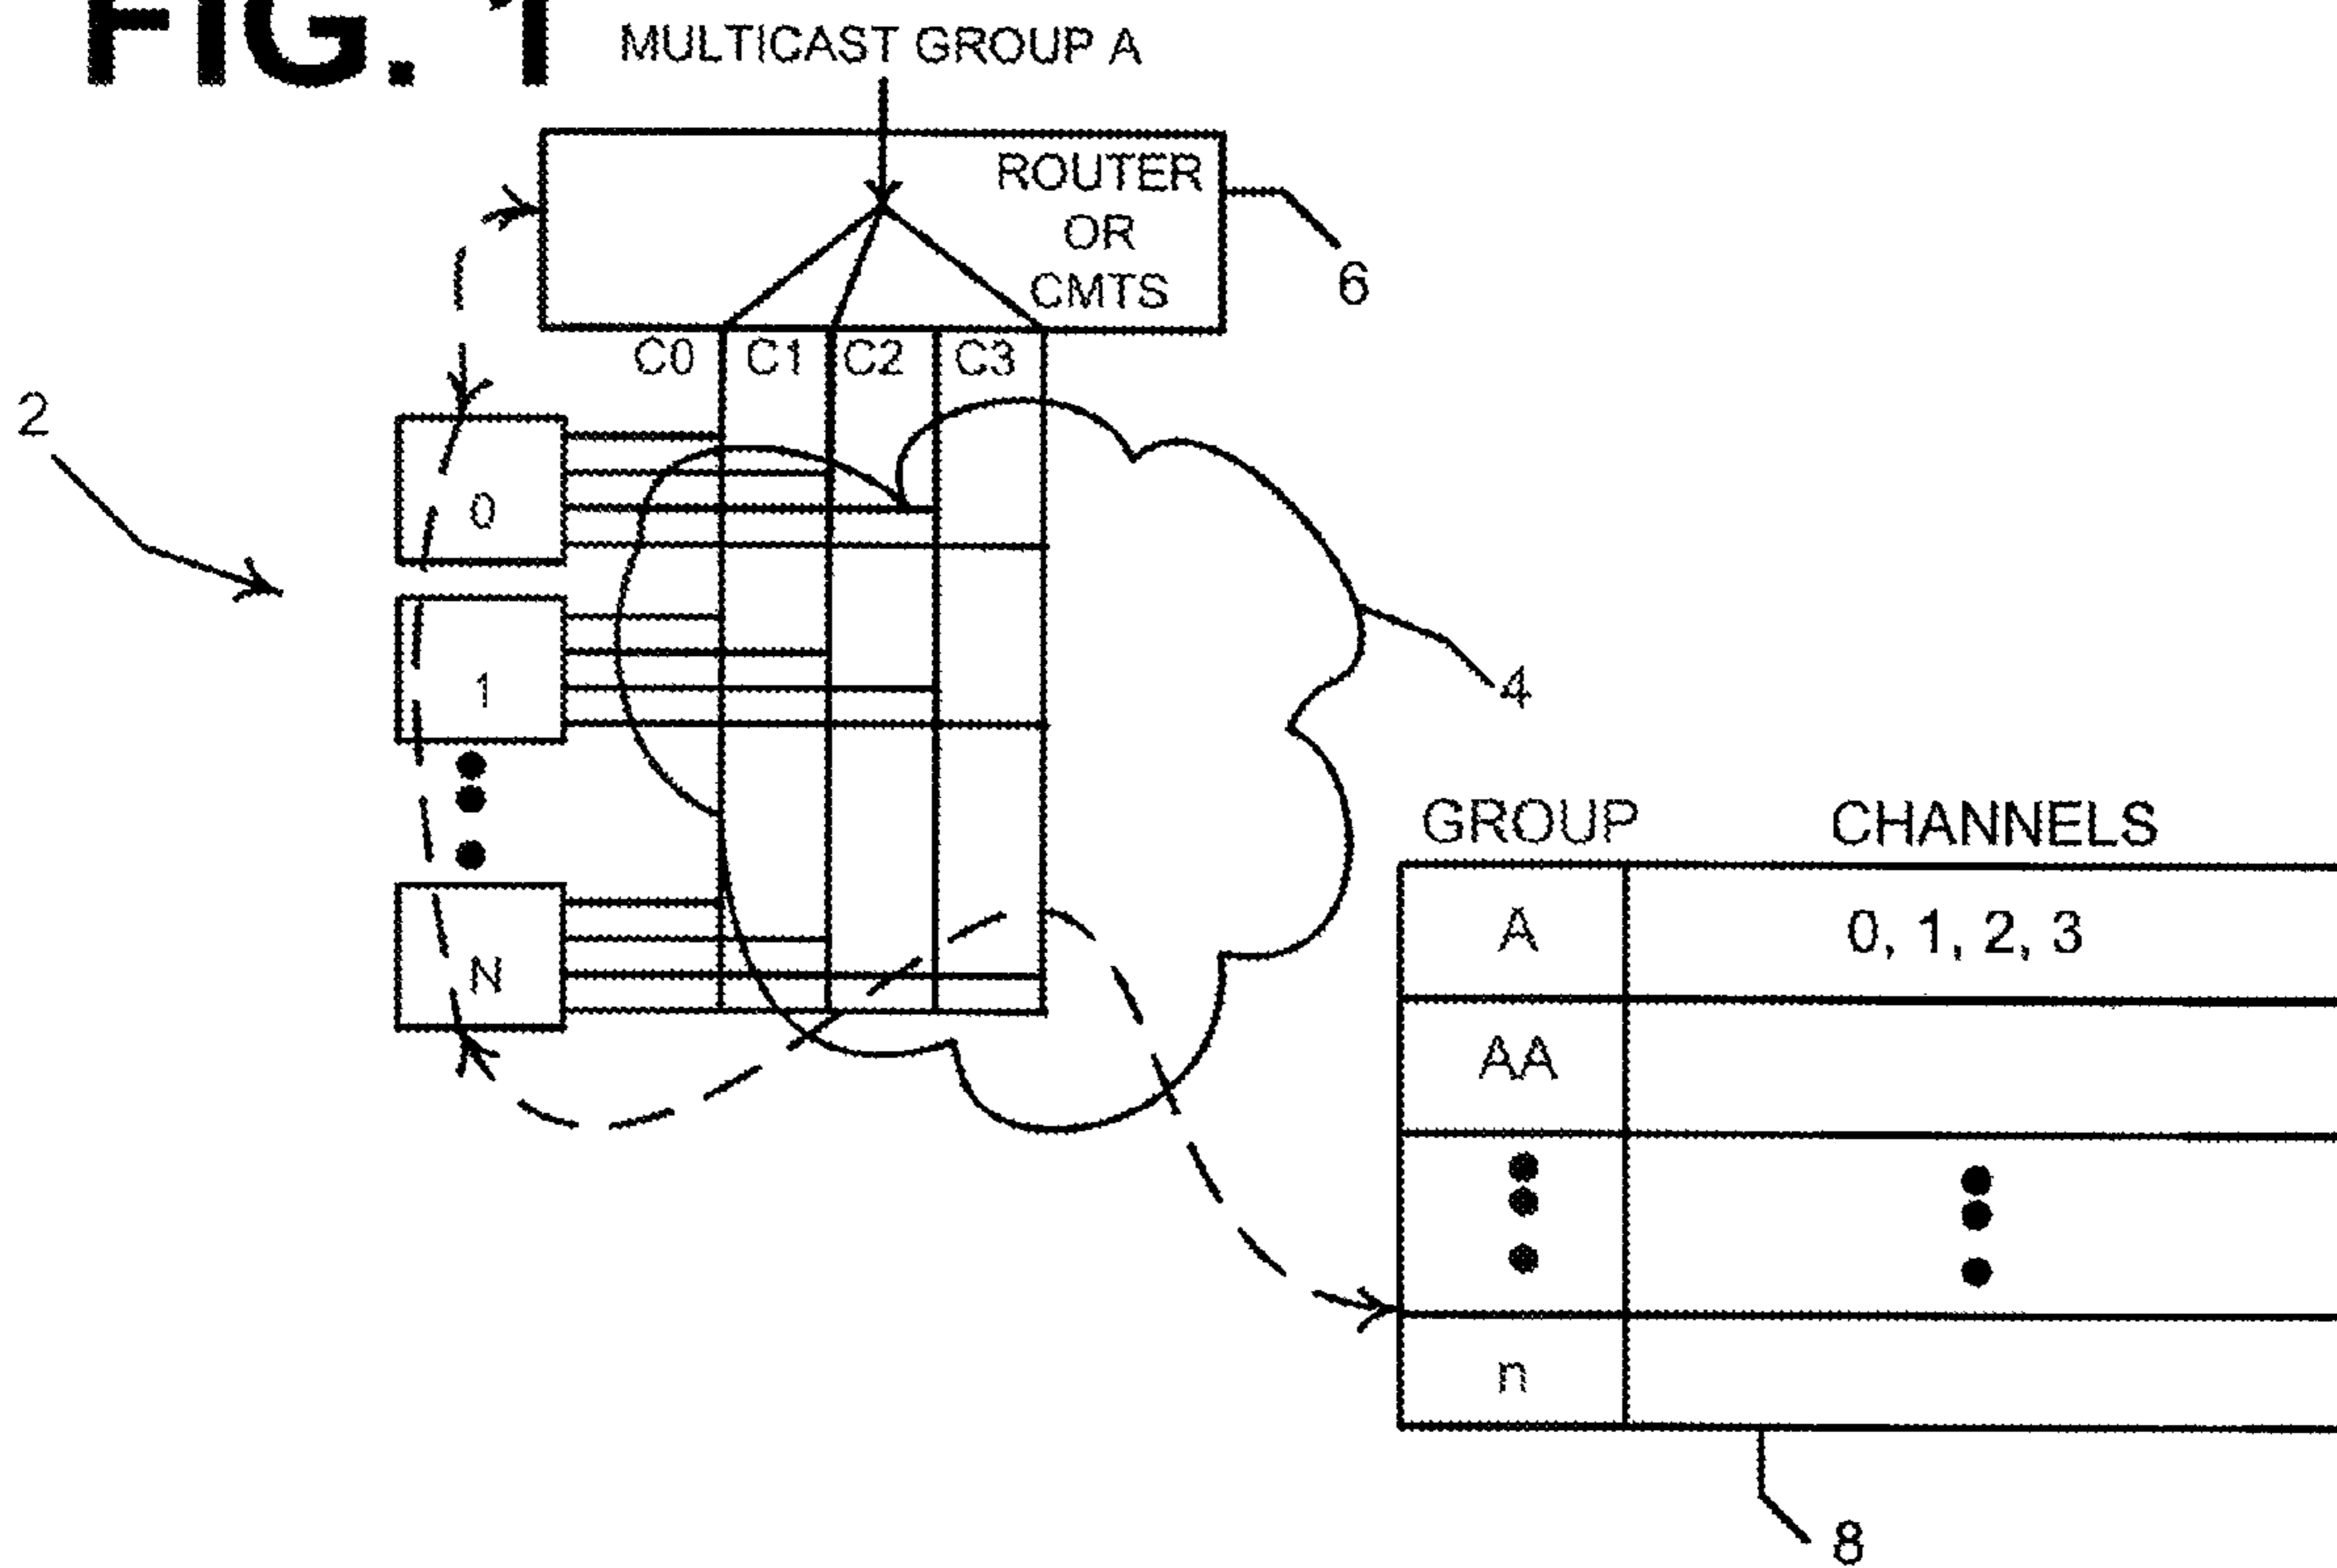 FIG. 1
MULTICAST GROUP A
ROUTER
OR
CMTS
6
C0 C1 C2 C3
2
0
4
1
GROUP CHANNELS
A 0, 1, 2, 3
N
AA
n
8